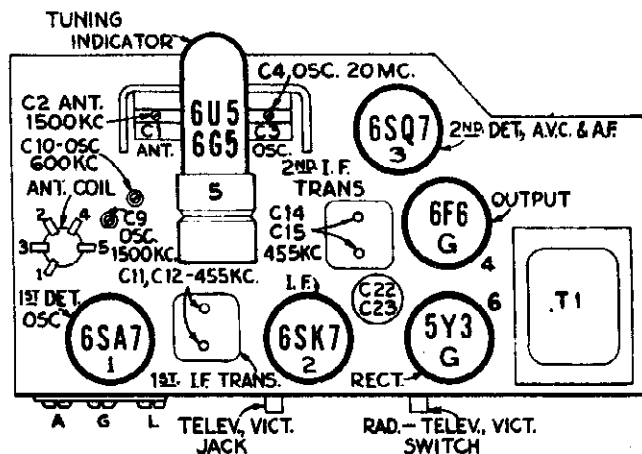 TUNING
INDICATOR
C4, OSC. 20 MC.
C2 ANT.
1500KC
C1
ANT.
6U5
6G5
C3
OSC.
6SQ7
3
2ND. DET., A.V.C. & A.F.
C10-OSC
600KC
ANT. COIL
2
4
3
5
1
C9
OSC.
1500KC.
5
2ND I.F.
TRANS
C14
C15
455KC
6F6
G
OUTPUT
4
C11, C12-455KC.
1ST DET.
OSC
6SA7
1
I.F.
6SK7
2
C22
C23
6
5Y3
G
.T1
1ST. I.F. TRANS.
RECT.
A G L
TELEV., VICT.
JACK
RAD.-TELEV., VICT.
SWITCH